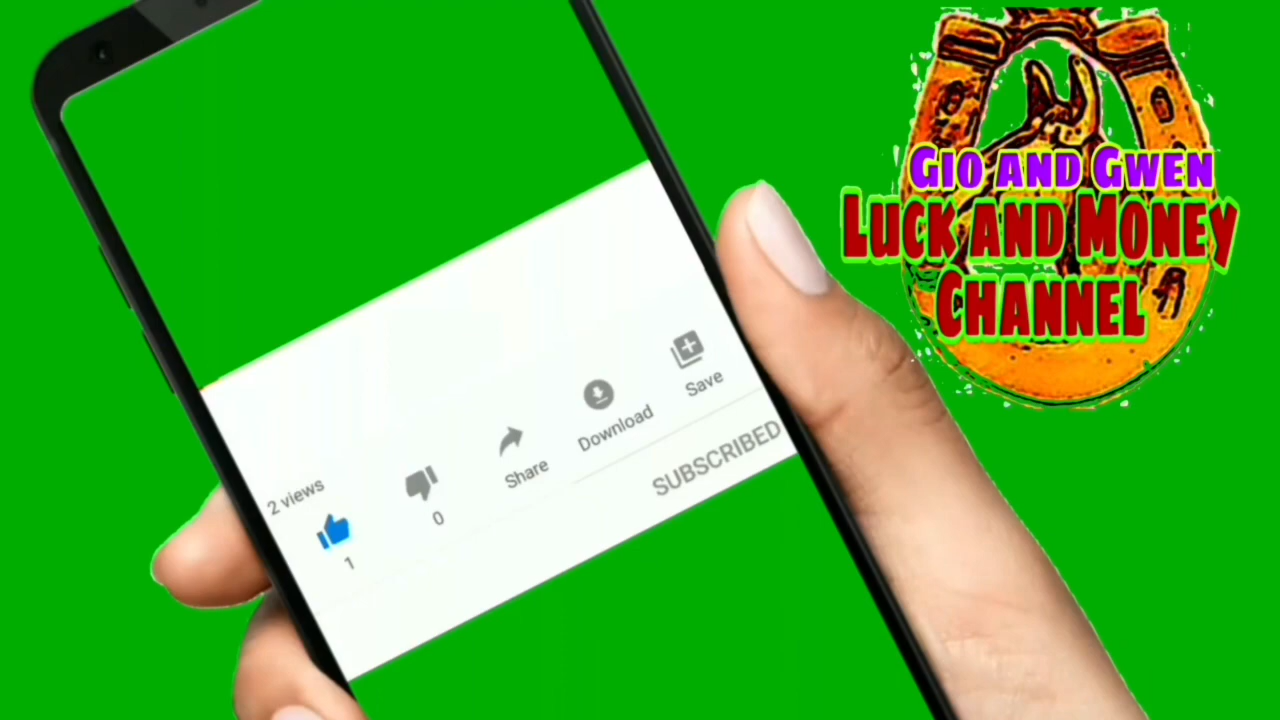 Gio and Gwen
Luck and Money
Channel
2 views
1
0
Share
Download
Save
SUBSCRIBED